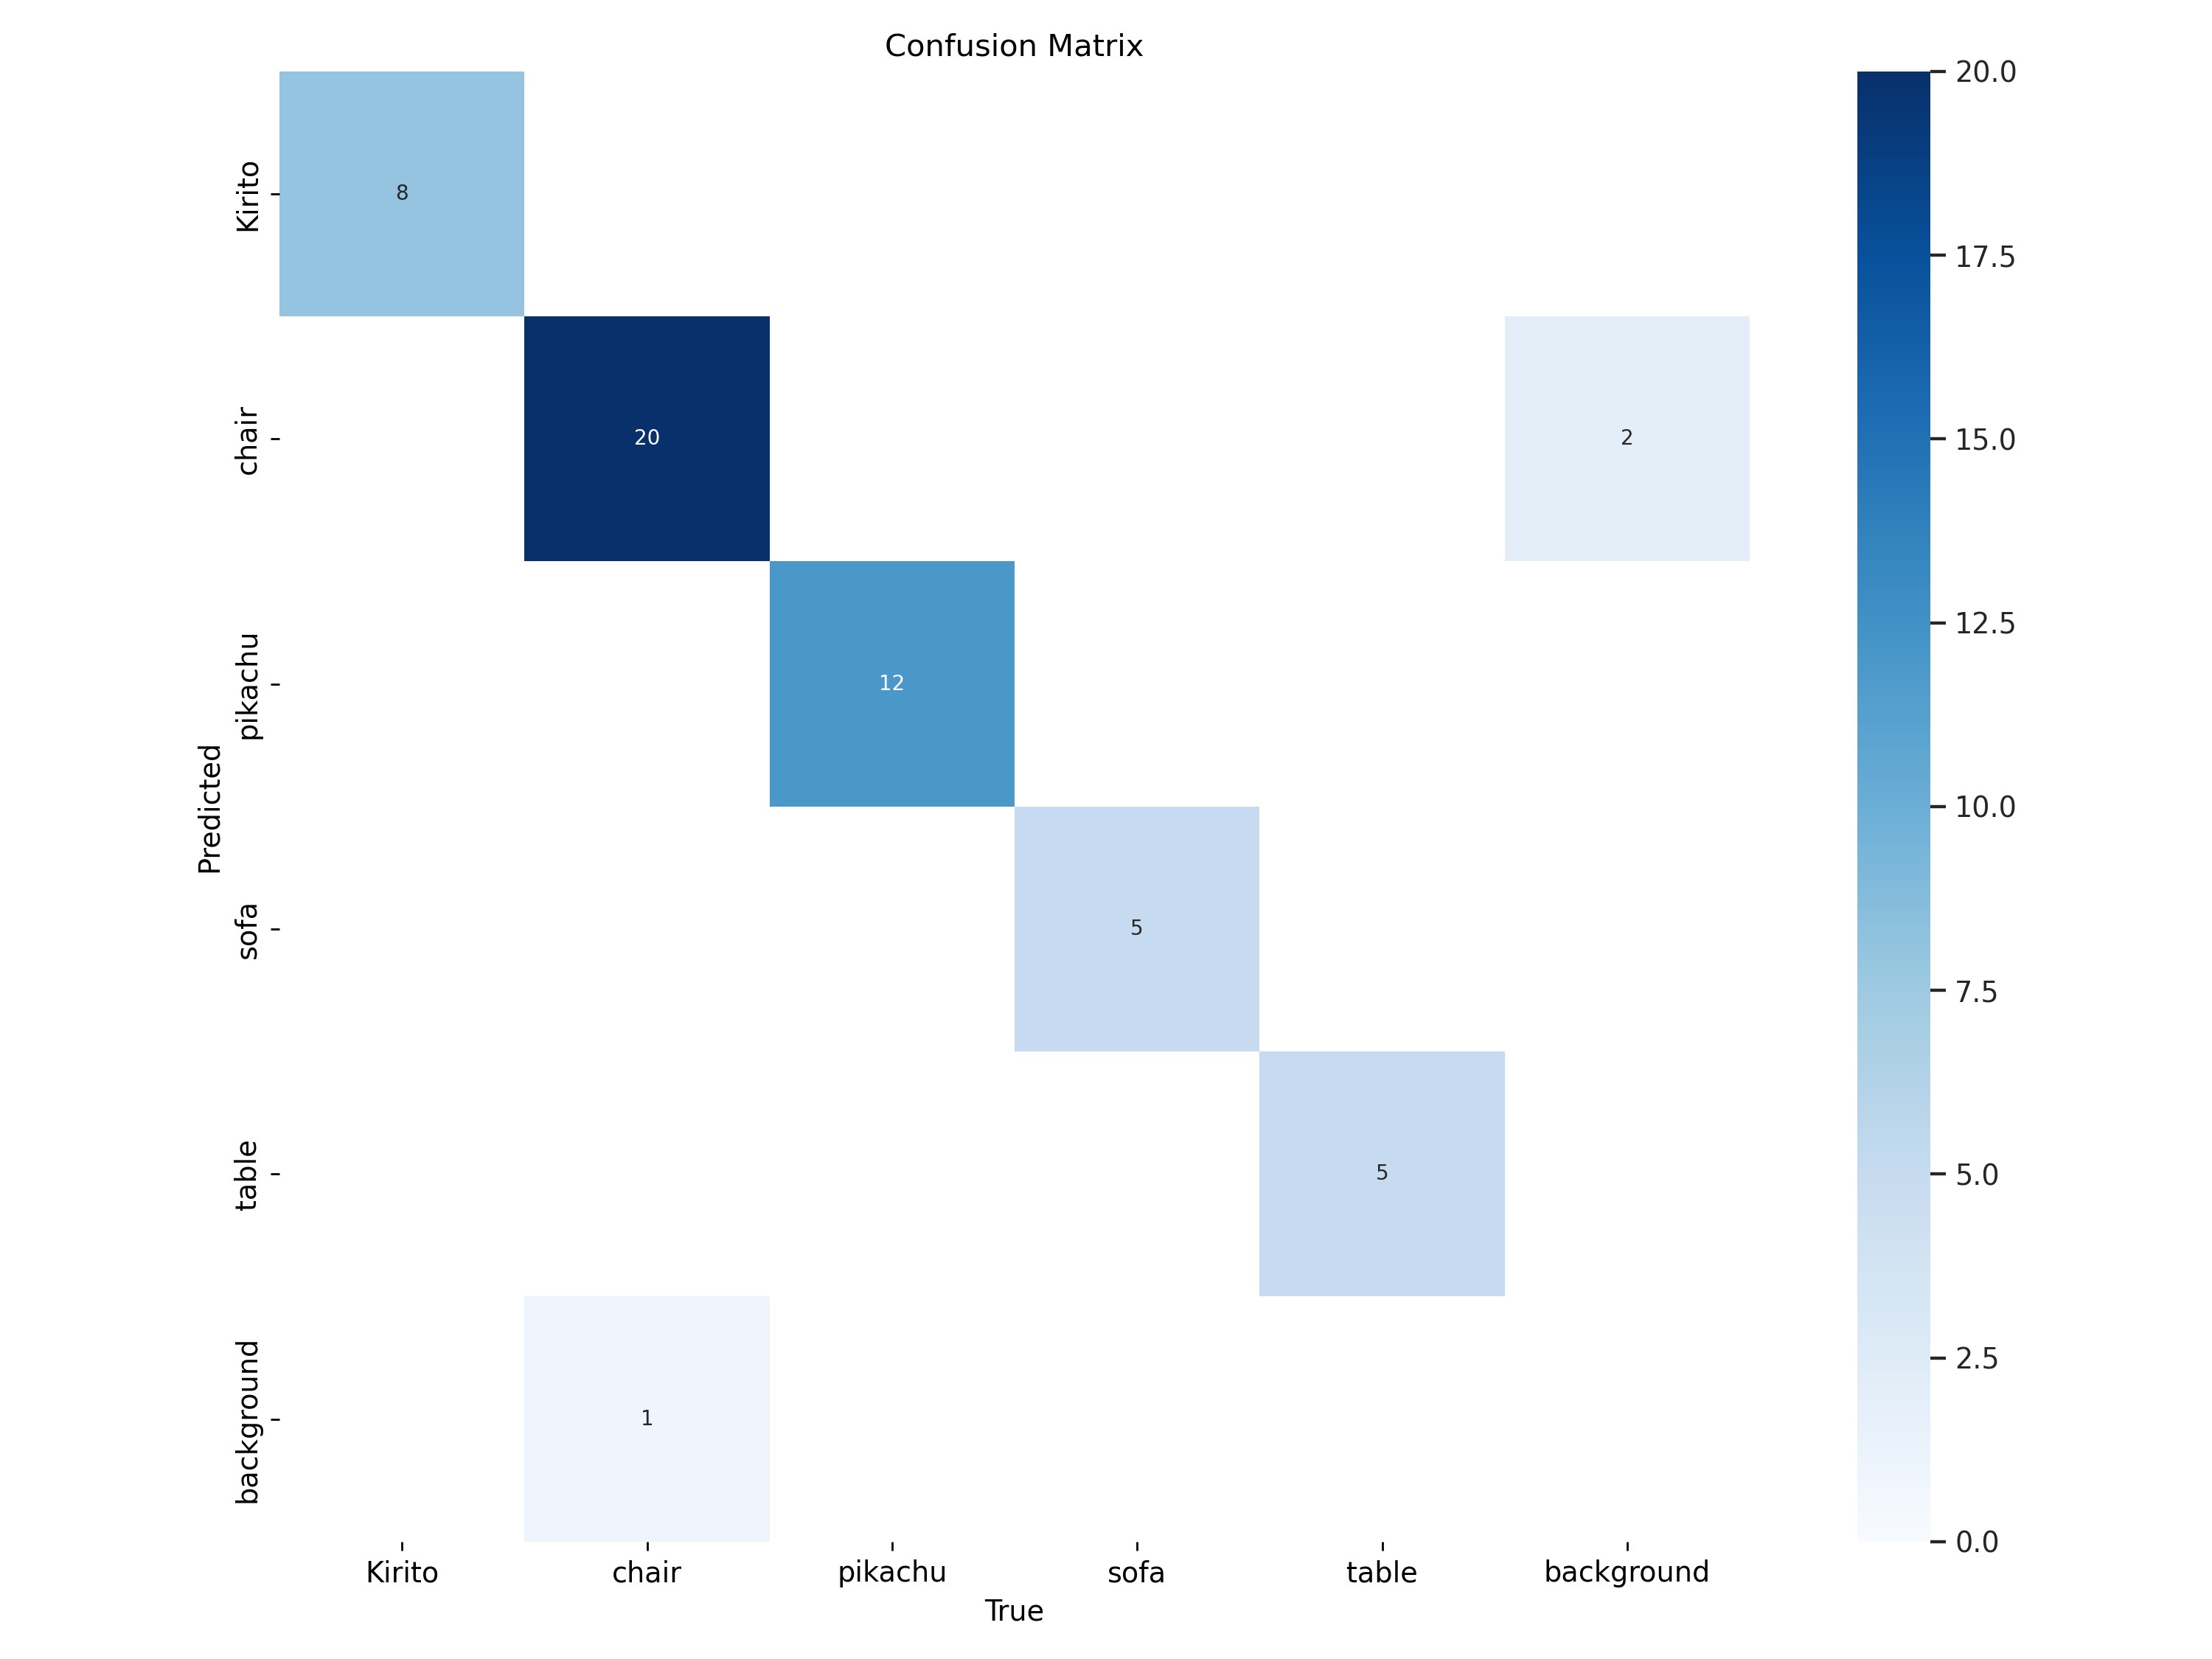 Confusion Matrix
Kirito
chair
pikachu
sofa
table
background
Predicted
8
20
2
12
5
5
1
Kirito
chair
pikachu
sofa
table
background
True
20.0
17.5
15.0
12.5
10.0
7.5
5.0
2.5
0.0